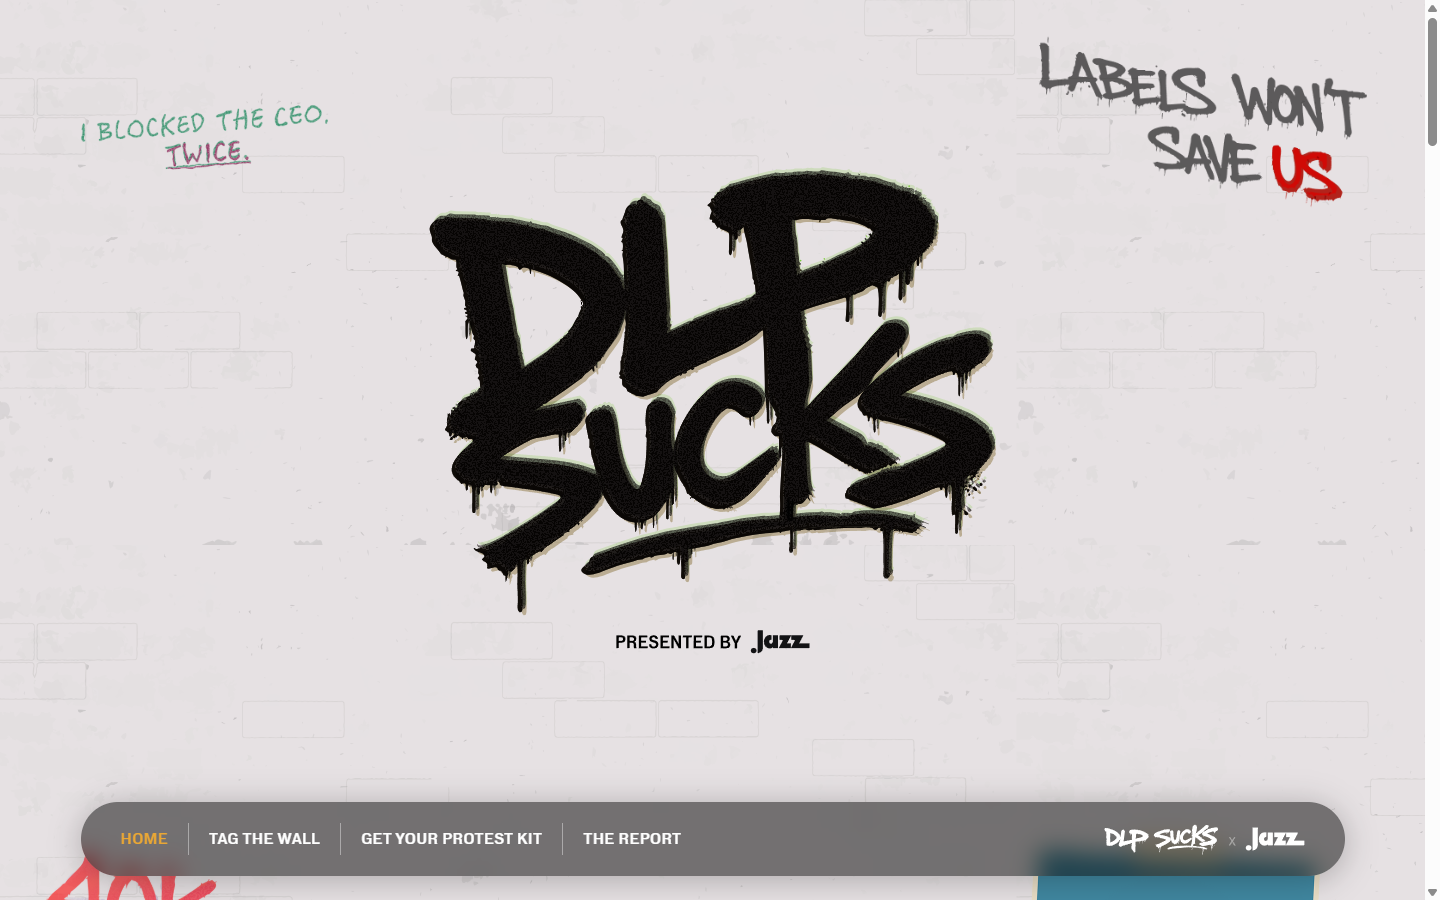 I BLOCKED THE CEO.
TWICE.
LABELS WON'T
SAVE US
DLP
SUCKS
PRESENTED BY Jazz
HOME
TAG THE WALL
GET YOUR PROTEST KIT
THE REPORT
DLP SUCKS x Jazz